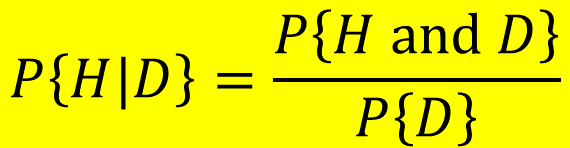 P{H|D} = P{H and D} / P{D}